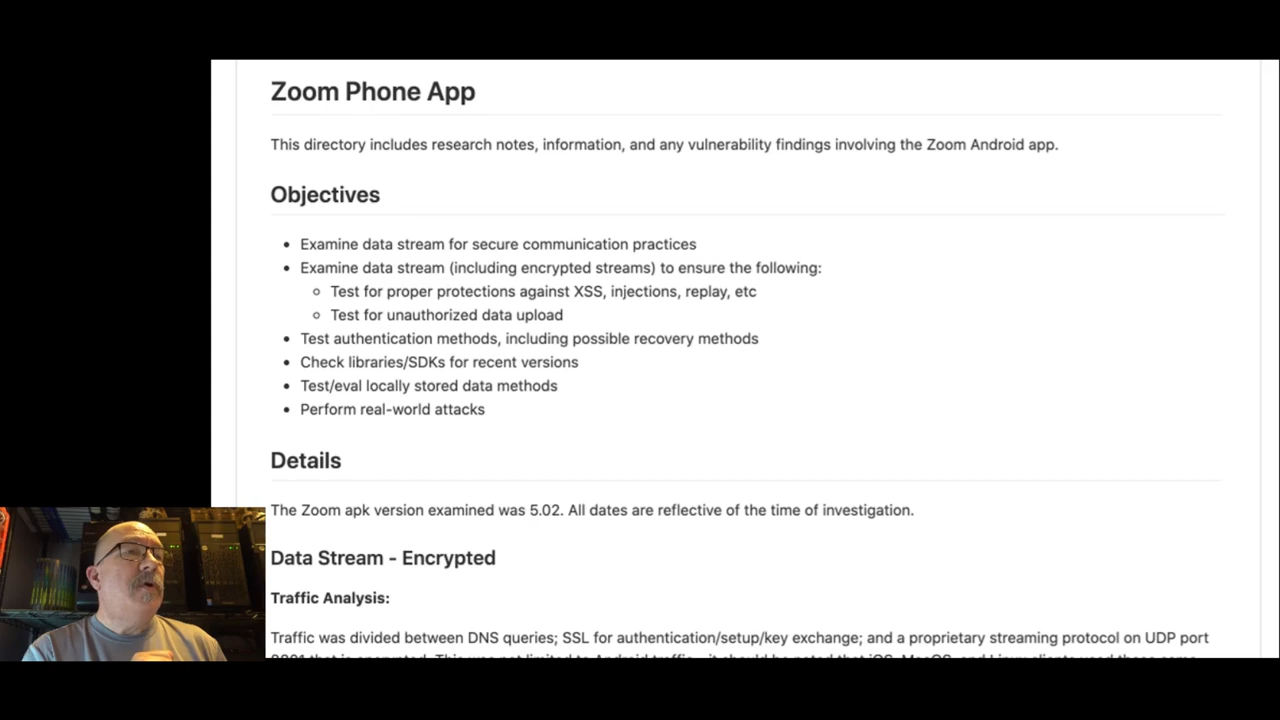 Zoom Phone App
This directory includes research notes, information, and any vulnerability findings involving the Zoom Android app.
Objectives
• Examine data stream for secure communication practices
• Examine data stream (including encrypted streams) to ensure the following:
○ Test for proper protections against XSS, injections, replay, etc
○ Test for unauthorized data upload
• Test authentication methods, including possible recovery methods
• Check libraries/SDKs for recent versions
• Test/eval locally stored data methods
• Perform real-world attacks
Details
The Zoom apk version examined was 5.02. All dates are reflective of the time of investigation.
Data Stream - Encrypted
Traffic Analysis:
Traffic was divided between DNS queries; SSL for authentication/setup/key exchange; and a proprietary streaming protocol on UDP port